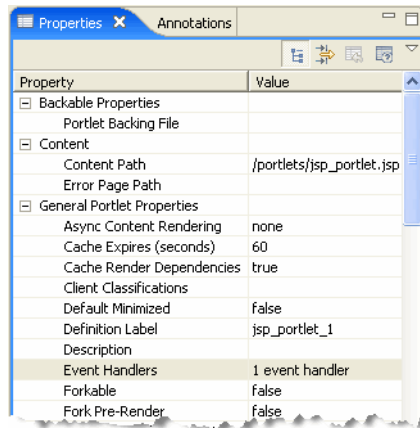 Properties Annotations
Property Value
Backable Properties
Portlet Backing File
Content
Content Path /portlets/jsp_portlet.jsp
Error Page Path
General Portlet Properties
Async Content Rendering none
Cache Expires (seconds) 60
Cache Render Dependencies true
Client Classifications
Default Minimized false
Definition Label jsp_portlet_1
Description
Event Handlers 1 event handler
Forkable false
Fork Pre-Render false